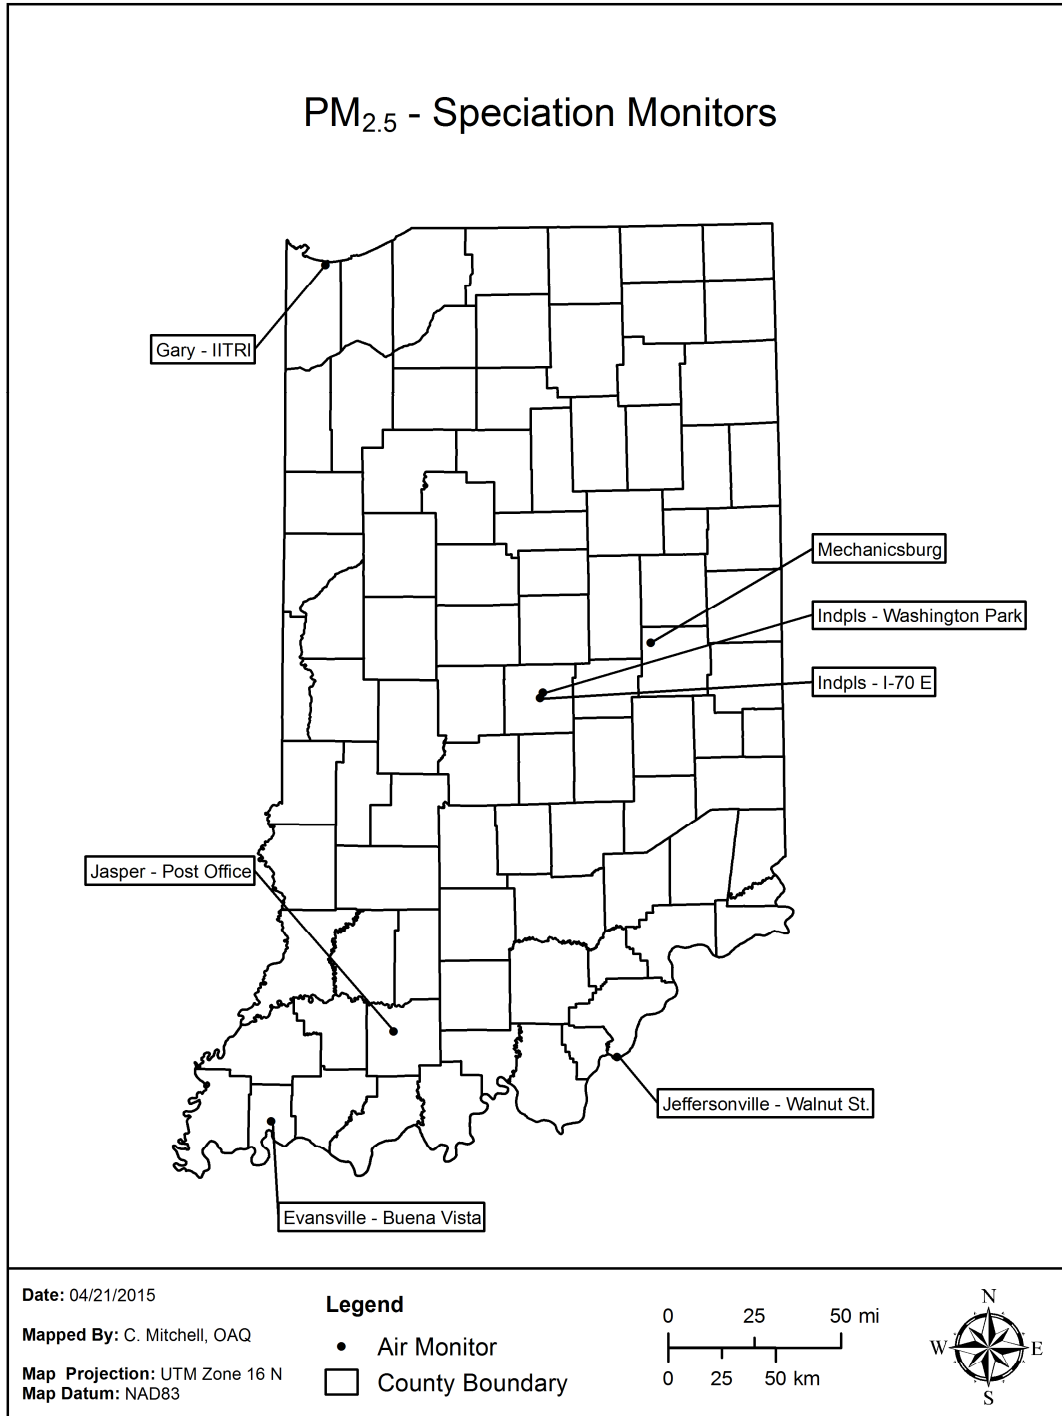 PM2.5 - Speciation Monitors
Gary - IITRI
Mechanicsburg
Indpls - Washington Park
Indpls - I-70 E
Jasper - Post Office
Jeffersonville - Walnut St.
Evansville - Buena Vista
Date: 04/21/2015
Mapped By: C. Mitchell, OAQ
Map Projection: UTM Zone 16 N
Map Datum: NAD83
Legend
Air Monitor
County Boundary
0 25 50 mi
0 25 50 km
N
W E
S